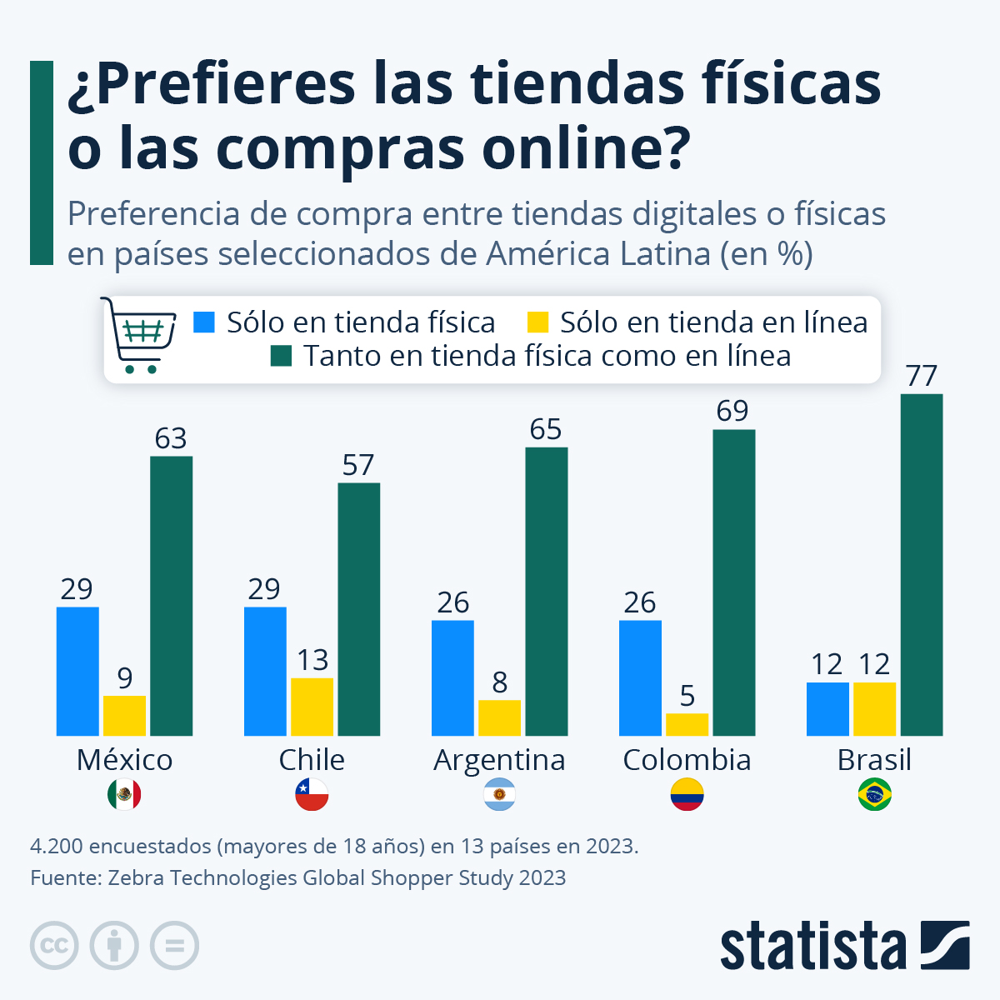 ¿Prefieres las tiendas físicas
o las compras online?
Preferencia de compra entre tiendas digitales o físicas
en países seleccionados de América Latina (en %)
Sólo en tienda física
Sólo en tienda en línea
Tanto en tienda física como en línea
29
9
63
29
13
57
26
8
65
26
5
69
12
12
77
México
Chile
Argentina
Colombia
Brasil
4.200 encuestados (mayores de 18 años) en 13 países en 2023.
Fuente: Zebra Technologies Global Shopper Study 2023
cc
statista